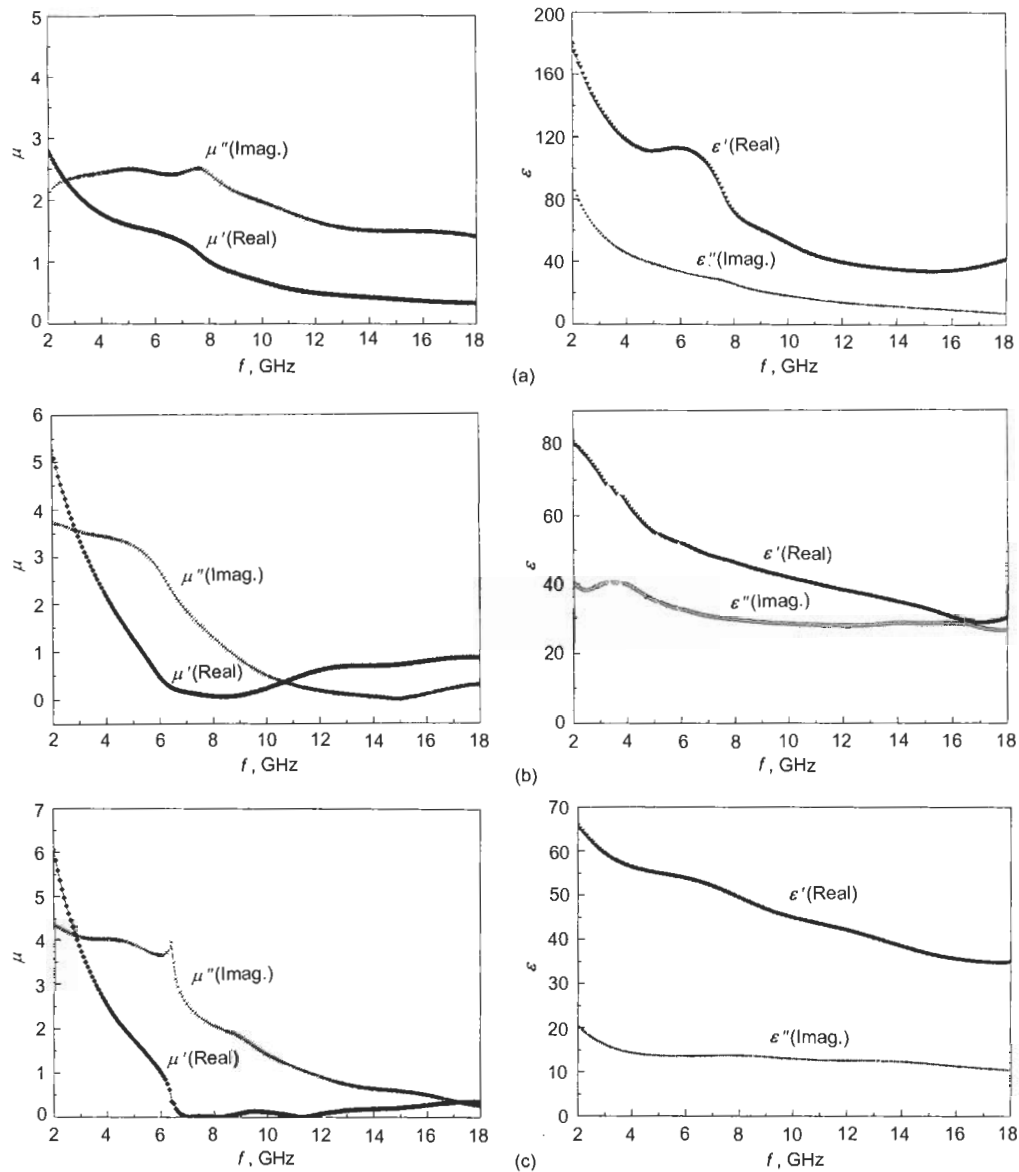 5
4
3
2
1
0
μ
μ″(Imag.)
μ′(Real)
2 4 6 8 10 12 14 16 18
f, GHz
200
160
120
80
40
0
ε
ε′(Real)
ε″(Imag.)
2 4 6 8 10 12 14 16 18
f, GHz
(a)
6
5
4
3
2
1
0
μ
μ″(Imag.)
μ′(Real)
2 4 6 8 10 12 14 16 18
f, GHz
80
60
40
20
0
ε
ε′(Real)
ε″(Imag.)
2 4 6 8 10 12 14 16 18
f, GHz
(b)
7
6
5
4
3
2
1
0
μ
μ″(Imag.)
μ′(Real)
2 4 6 8 10 12 14 16 18
f, GHz
70
60
50
40
30
20
10
0
ε
ε′(Real)
ε″(Imag.)
2 4 6 8 10 12 14 16 18
f, GHz
(c)